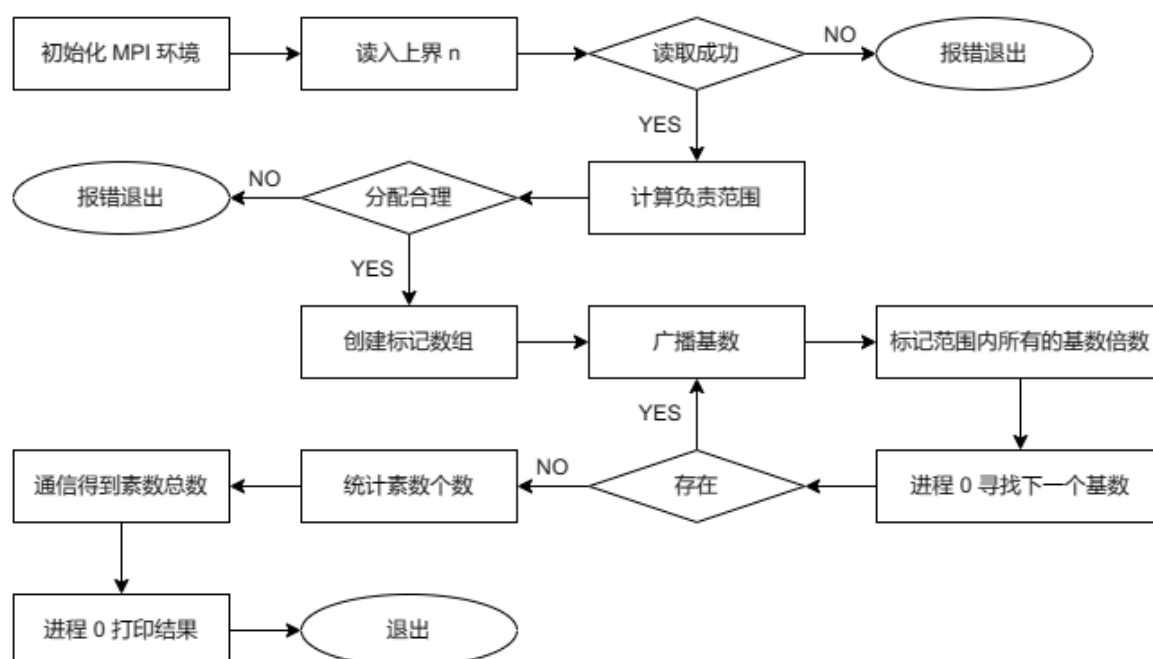 初始化 MPI 环境
读入上界 n
读取成功
NO
报错退出
YES
报错退出
NO
分配合理
计算负责范围
YES
创建标记数组
广播基数
标记范围内所有的基数倍数
YES
通信得到素数总数
统计素数个数
NO
存在
进程 0 寻找下一个基数
进程 0 打印结果
退出